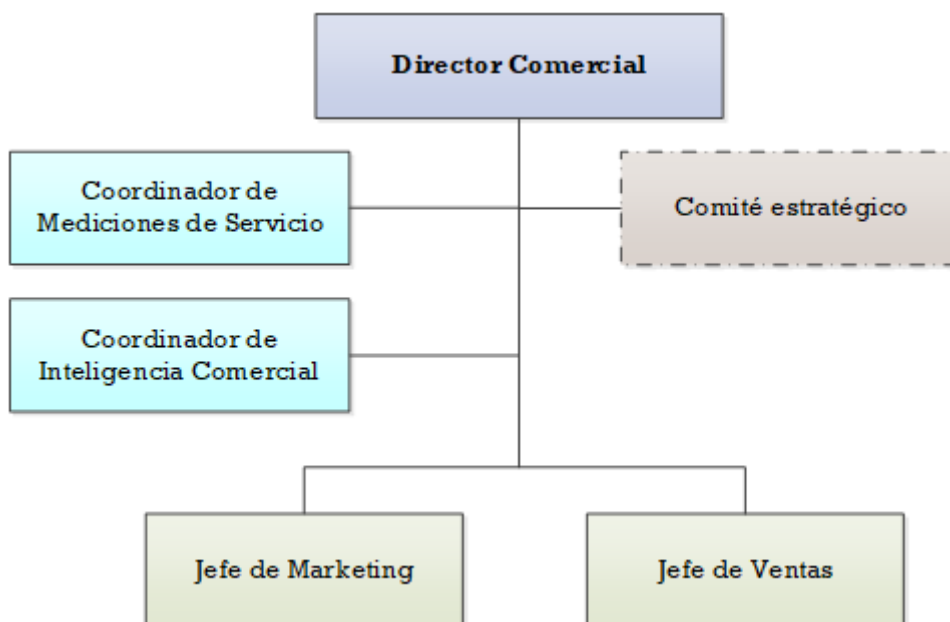 Director Comercial
Coordinador de
Mediciones de Servicio
Comité estratégico
Coordinador de
Inteligencia Comercial
Jefe de Marketing
Jefe de Ventas